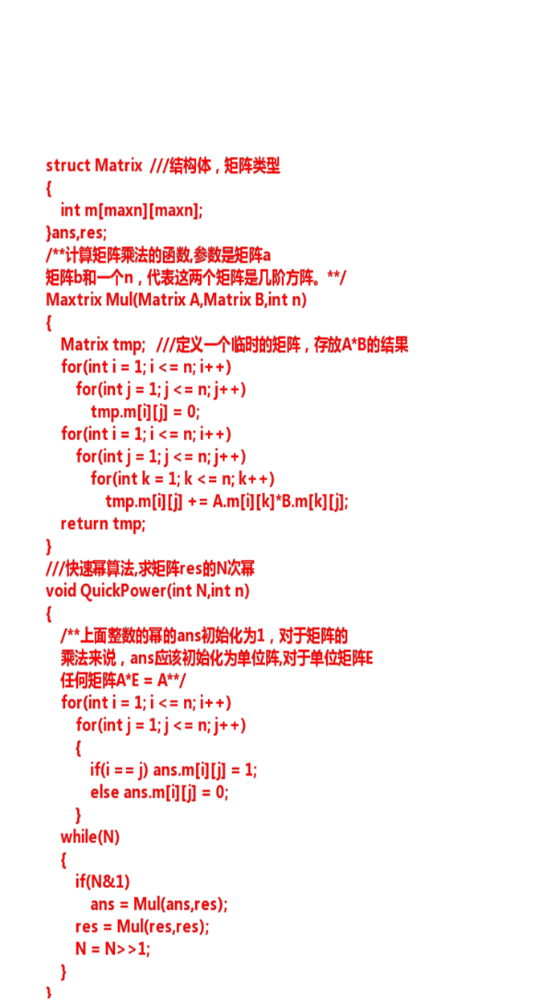 struct Matrix  ///结构体，矩阵类型
{
    int m[maxn][maxn];
}ans,res;
/**计算矩阵乘法的函数,参数是矩阵a
矩阵b和一个n，代表这两个矩阵是几阶方阵。**/
Maxtrix Mul(Matrix A,Matrix B,int n)
{
    Matrix tmp;  ///定义一个临时的矩阵，存放A*B的结果
    for(int i = 1; i <= n; i++)
        for(int j = 1; j <= n; j++)
            tmp.m[i][j] = 0;
    for(int i = 1; i <= n; i++)
        for(int j = 1; j <= n; j++)
            for(int k = 1; k <= n; k++)
                tmp.m[i][j] += A.m[i][k]*B.m[k][j];
    return tmp;
}
///快速幂算法,求矩阵res的N次幂
void QuickPower(int N,int n)
{
    /**上面整数的幂的ans初始化为1，对于矩阵的
    乘法来说，ans应该初始化为单位阵,对于单位矩阵E
    任何矩阵A*E = A**/
    for(int i = 1; i <= n; i++)
        for(int j = 1; j <= n; j++)
        {
            if(i == j) ans.m[i][j] = 1;
            else ans.m[i][j] = 0;
        }
    while(N)
    {
        if(N&1)
            ans = Mul(ans,res);
        res = Mul(res,res);
        N = N>>1;
    }
}